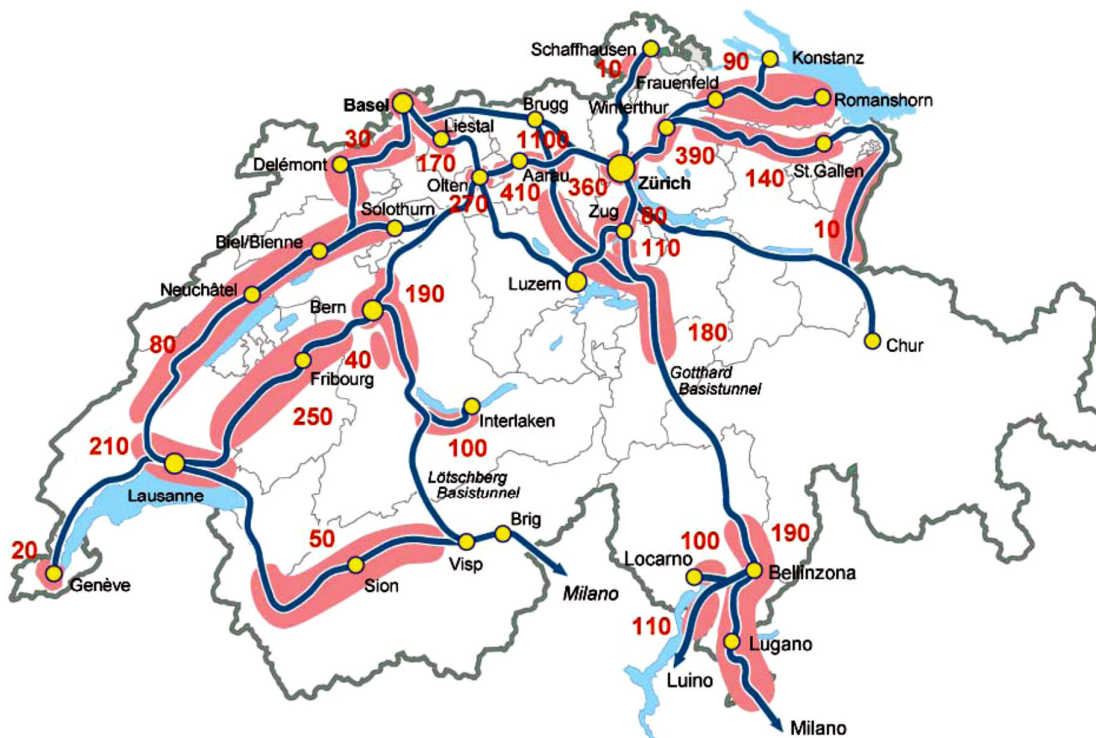 Schaffhausen
10
90
Konstanz
Frauenfeld
Romanshorn
Basel
Brugg
Winterthur
Liestal
1100
30
390
Delémont
170
Aarau
St.Gallen
Olten
410
360
Zürich
140
270
Solothurn
Zug
80
10
Biel/Bienne
110
Luzern
Neuchâtel
190
Bern
80
180
Chur
40
Fribourg
Gotthard
Basistunnel
250
Interlaken
210
100
Lausanne
Lötschberg
Basistunnel
50
Brig
190
100
20
Locarno
Visp
Bellinzona
Genève
Sion
Milano
110
Lugano
Luino
Milano